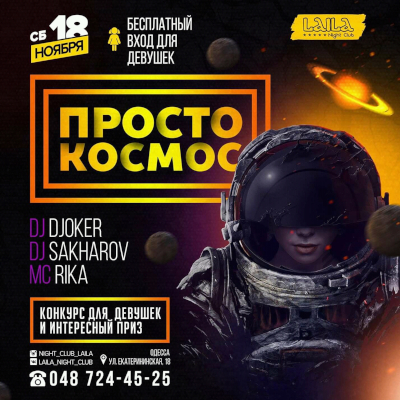 СБ 18
НОЯБРЯ
БЕСПЛАТНЫЙ
ВХОД ДЛЯ
ДЕВУШЕК
LAILA
Night Club
ПРОСТО
КОСМОС
DJ DJOKER
DJ SAKHAROV
MC RIKA
КОНКУРС ДЛЯ ДЕВУШЕК
И ИНТЕРЕСНЫЙ ПРИЗ
NIGHT_CLUB_LAILA
LAILA_NIGHT_CLUB
ОДЕССА
УЛ. ЕКАТЕРИНИНСКАЯ, 18
048 724-45-25